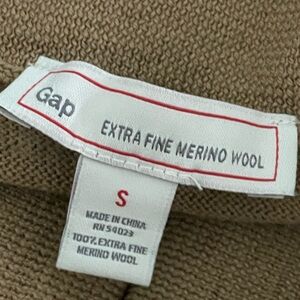 Gap
EXTRA FINE MERINO WOOL
S
MADE IN CHINA
RN 54023
100% EXTRA FINE
MERINO WOOL